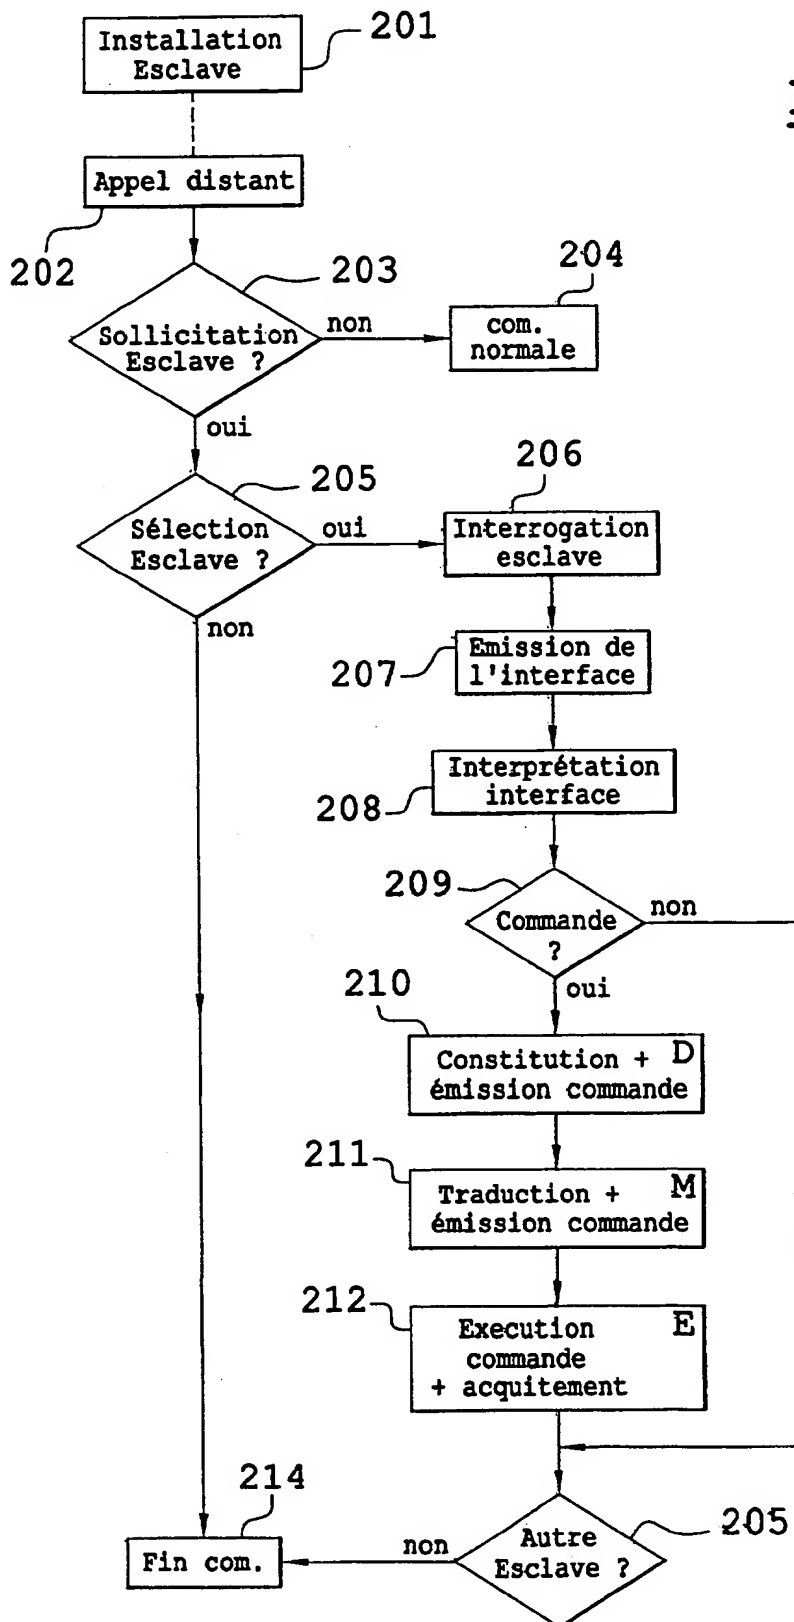 Installation
Esclave
201
Appel distant
202
203
Sollicitation
Esclave ?
non
204
com.
normale
oui
205
Sélection
Esclave ?
oui
206
Interrogation
esclave
non
207
Emission de
l'interface
208
Interprétation
interface
209
Commande
?
non
oui
210
Constitution + D
émission commande
211
Traduction + M
émission commande
212
Execution E
commande
+ acquitement
214
Fin com.
non
Autre
Esclave ?
205